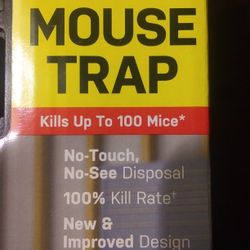 MOUSE
TRAP
Kills Up To 100 Mice*
No-Touch,
No-See Disposal
100% Kill Rate†
New &
Improved Design